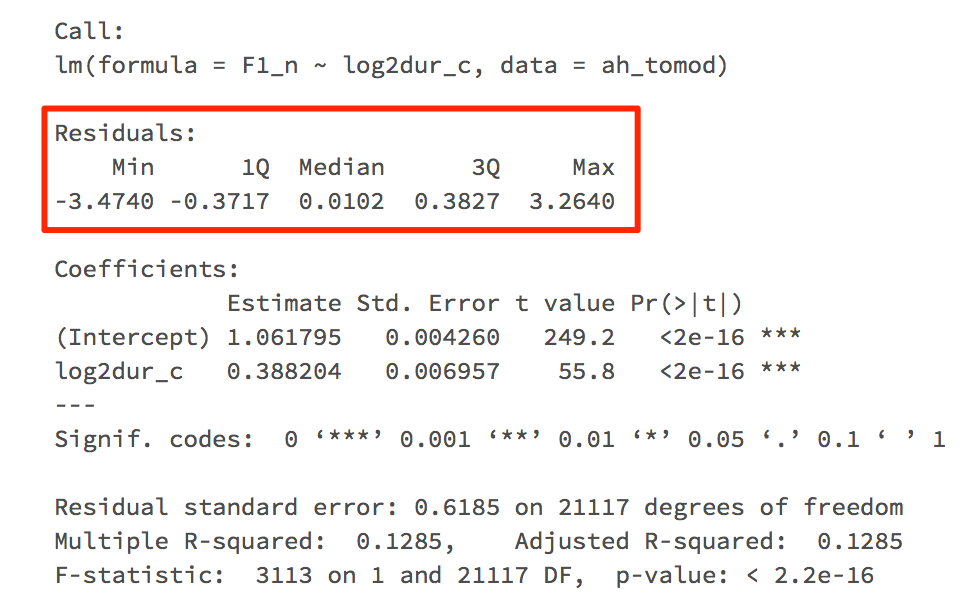 Call:
lm(formula = F1_n ~ log2dur_c, data = ah_tomod)
Residuals:
Min 1Q Median 3Q Max
-3.4740 -0.3717 0.0102 0.3827 3.2640
Coefficients:
Estimate Std. Error t value Pr(>|t|)
(Intercept) 1.061795 0.004260 249.2 <2e-16 ***
log2dur_c 0.388204 0.006957 55.8 <2e-16 ***
---
Signif. codes: 0 ‘***’ 0.001 ‘**’ 0.01 ‘*’ 0.05 ‘.’ 0.1 ‘ ’ 1
Residual standard error: 0.6185 on 21117 degrees of freedom
Multiple R-squared: 0.1285, Adjusted R-squared: 0.1285
F-statistic: 3113 on 1 and 21117 DF, p-value: < 2.2e-16